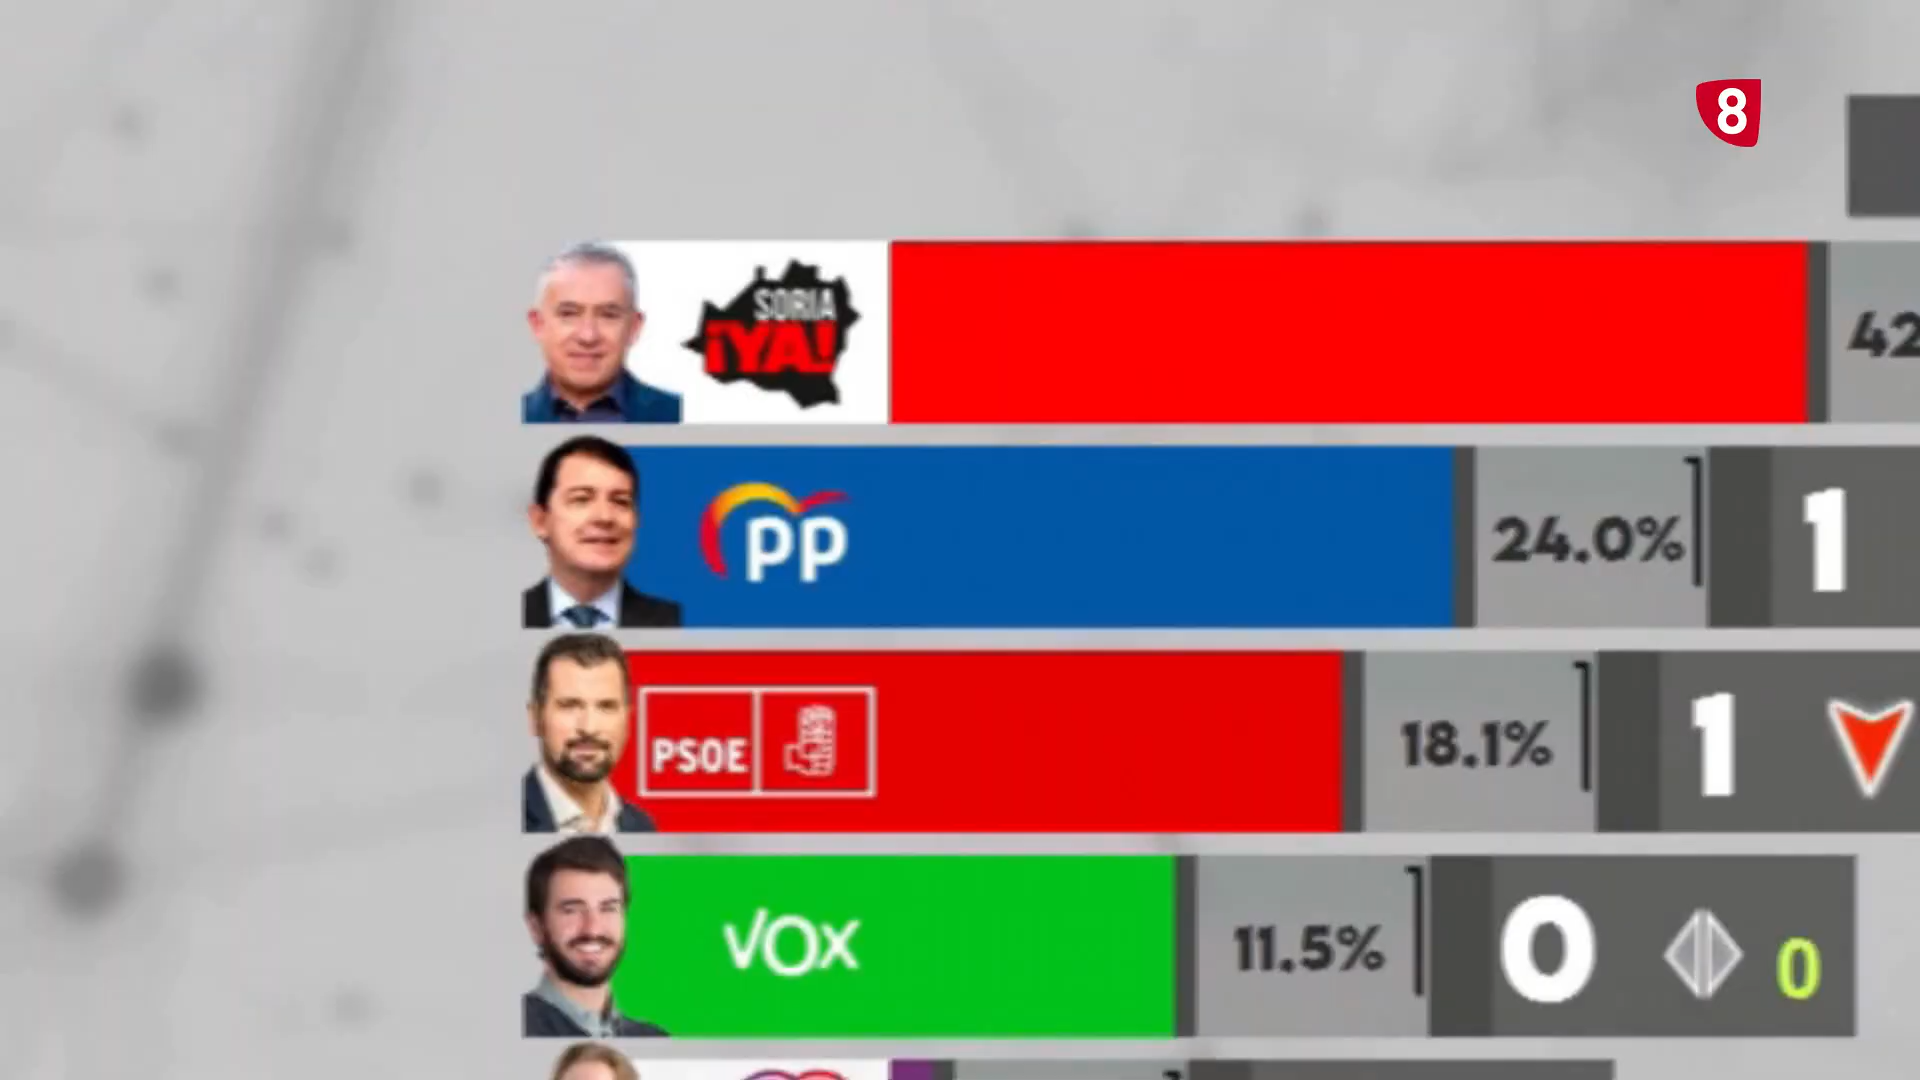 8
SORIA
¡YA!
42
pp
24.0%
1
PSOE
18.1%
1
VOX
11.5%
0
0